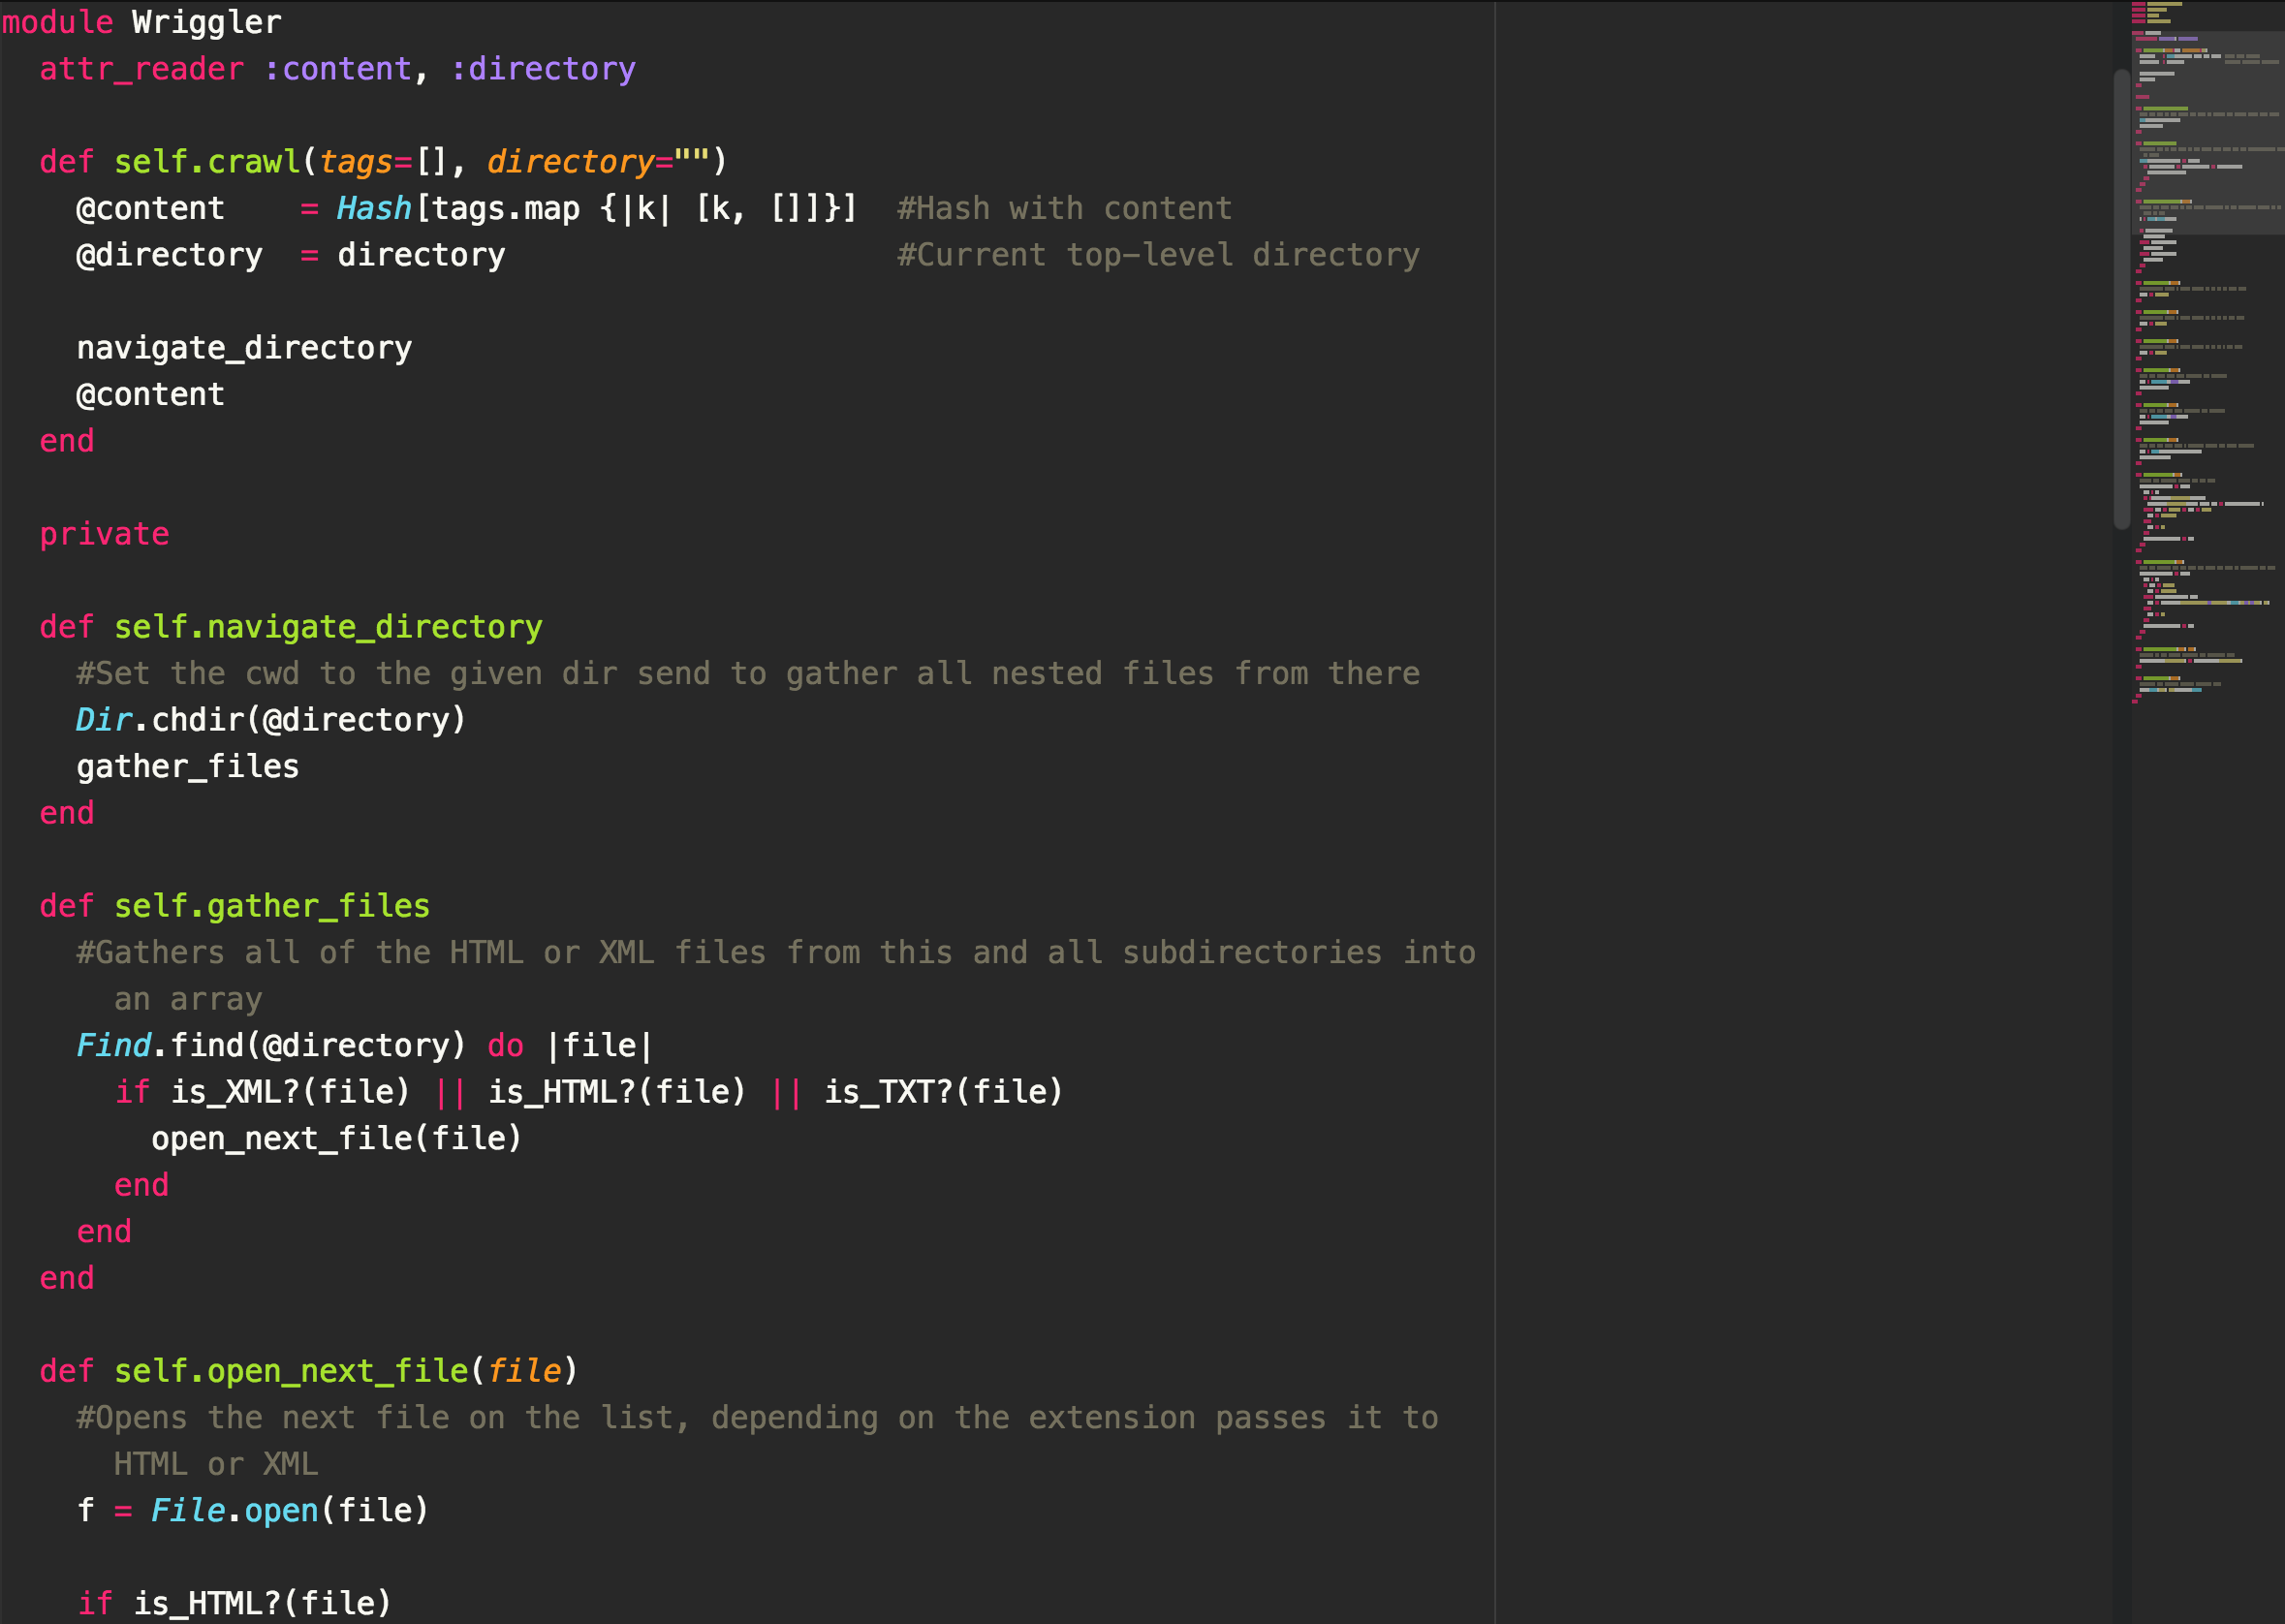 module Wriggler
  attr_reader :content, :directory

  def self.crawl(tags=[], directory="")
    @content    = Hash[tags.map {|k| [k, []]}]  #Hash with content
    @directory  = directory                     #Current top-level directory

    navigate_directory
    @content
  end

  private

  def self.navigate_directory
    #Set the cwd to the given dir send to gather all nested files from there
    Dir.chdir(@directory)
    gather_files
  end

  def self.gather_files
    #Gathers all of the HTML or XML files from this and all subdirectories into
      an array
    Find.find(@directory) do |file|
      if is_XML?(file) || is_HTML?(file) || is_TXT?(file)
        open_next_file(file)
      end
    end
  end

  def self.open_next_file(file)
    #Opens the next file on the list, depending on the extension passes it to
      HTML or XML
    f = File.open(file)

    if is_HTML?(file)